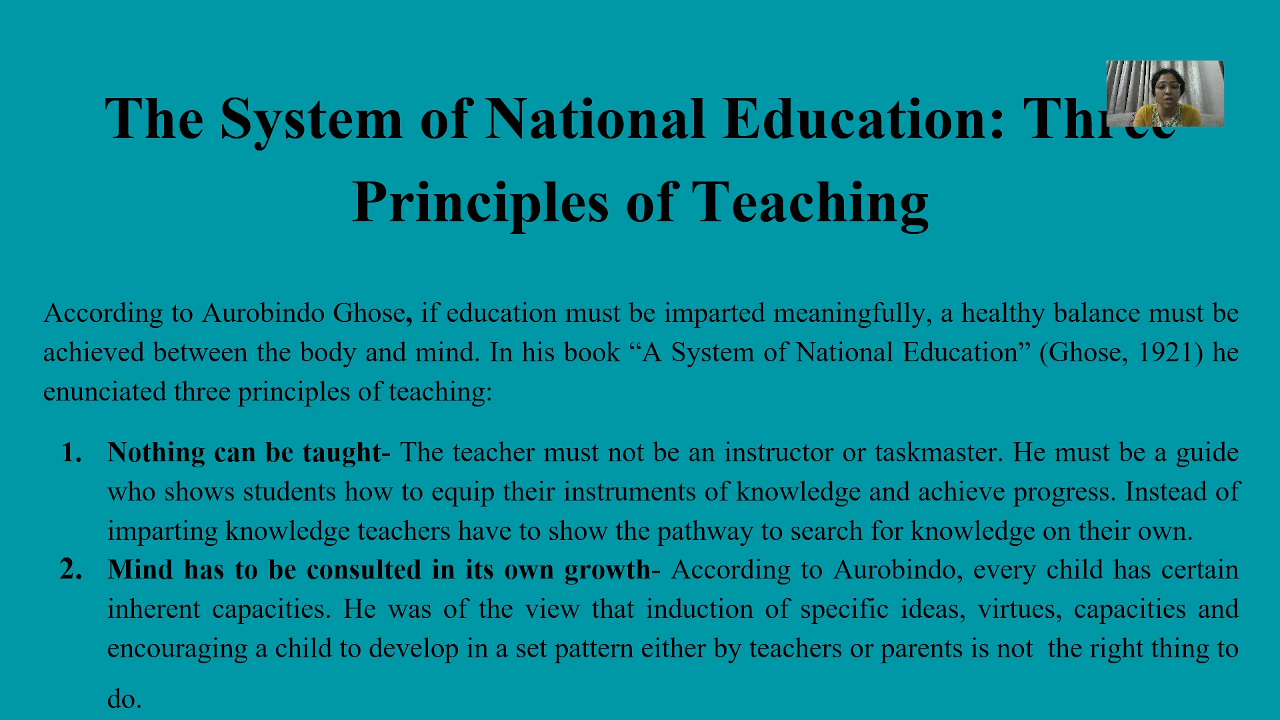 The System of National Education: Three
Principles of Teaching
According to Aurobindo Ghose, if education must be imparted meaningfully, a healthy balance must be
achieved between the body and mind. In his book “A System of National Education” (Ghose, 1921) he
enunciated three principles of teaching:
1. Nothing can be taught- The teacher must not be an instructor or taskmaster. He must be a guide
who shows students how to equip their instruments of knowledge and achieve progress. Instead of
imparting knowledge teachers have to show the pathway to search for knowledge on their own.
2. Mind has to be consulted in its own growth- According to Aurobindo, every child has certain
inherent capacities. He was of the view that induction of specific ideas, virtues, capacities and
encouraging a child to develop in a set pattern either by teachers or parents is not the right thing to
do.